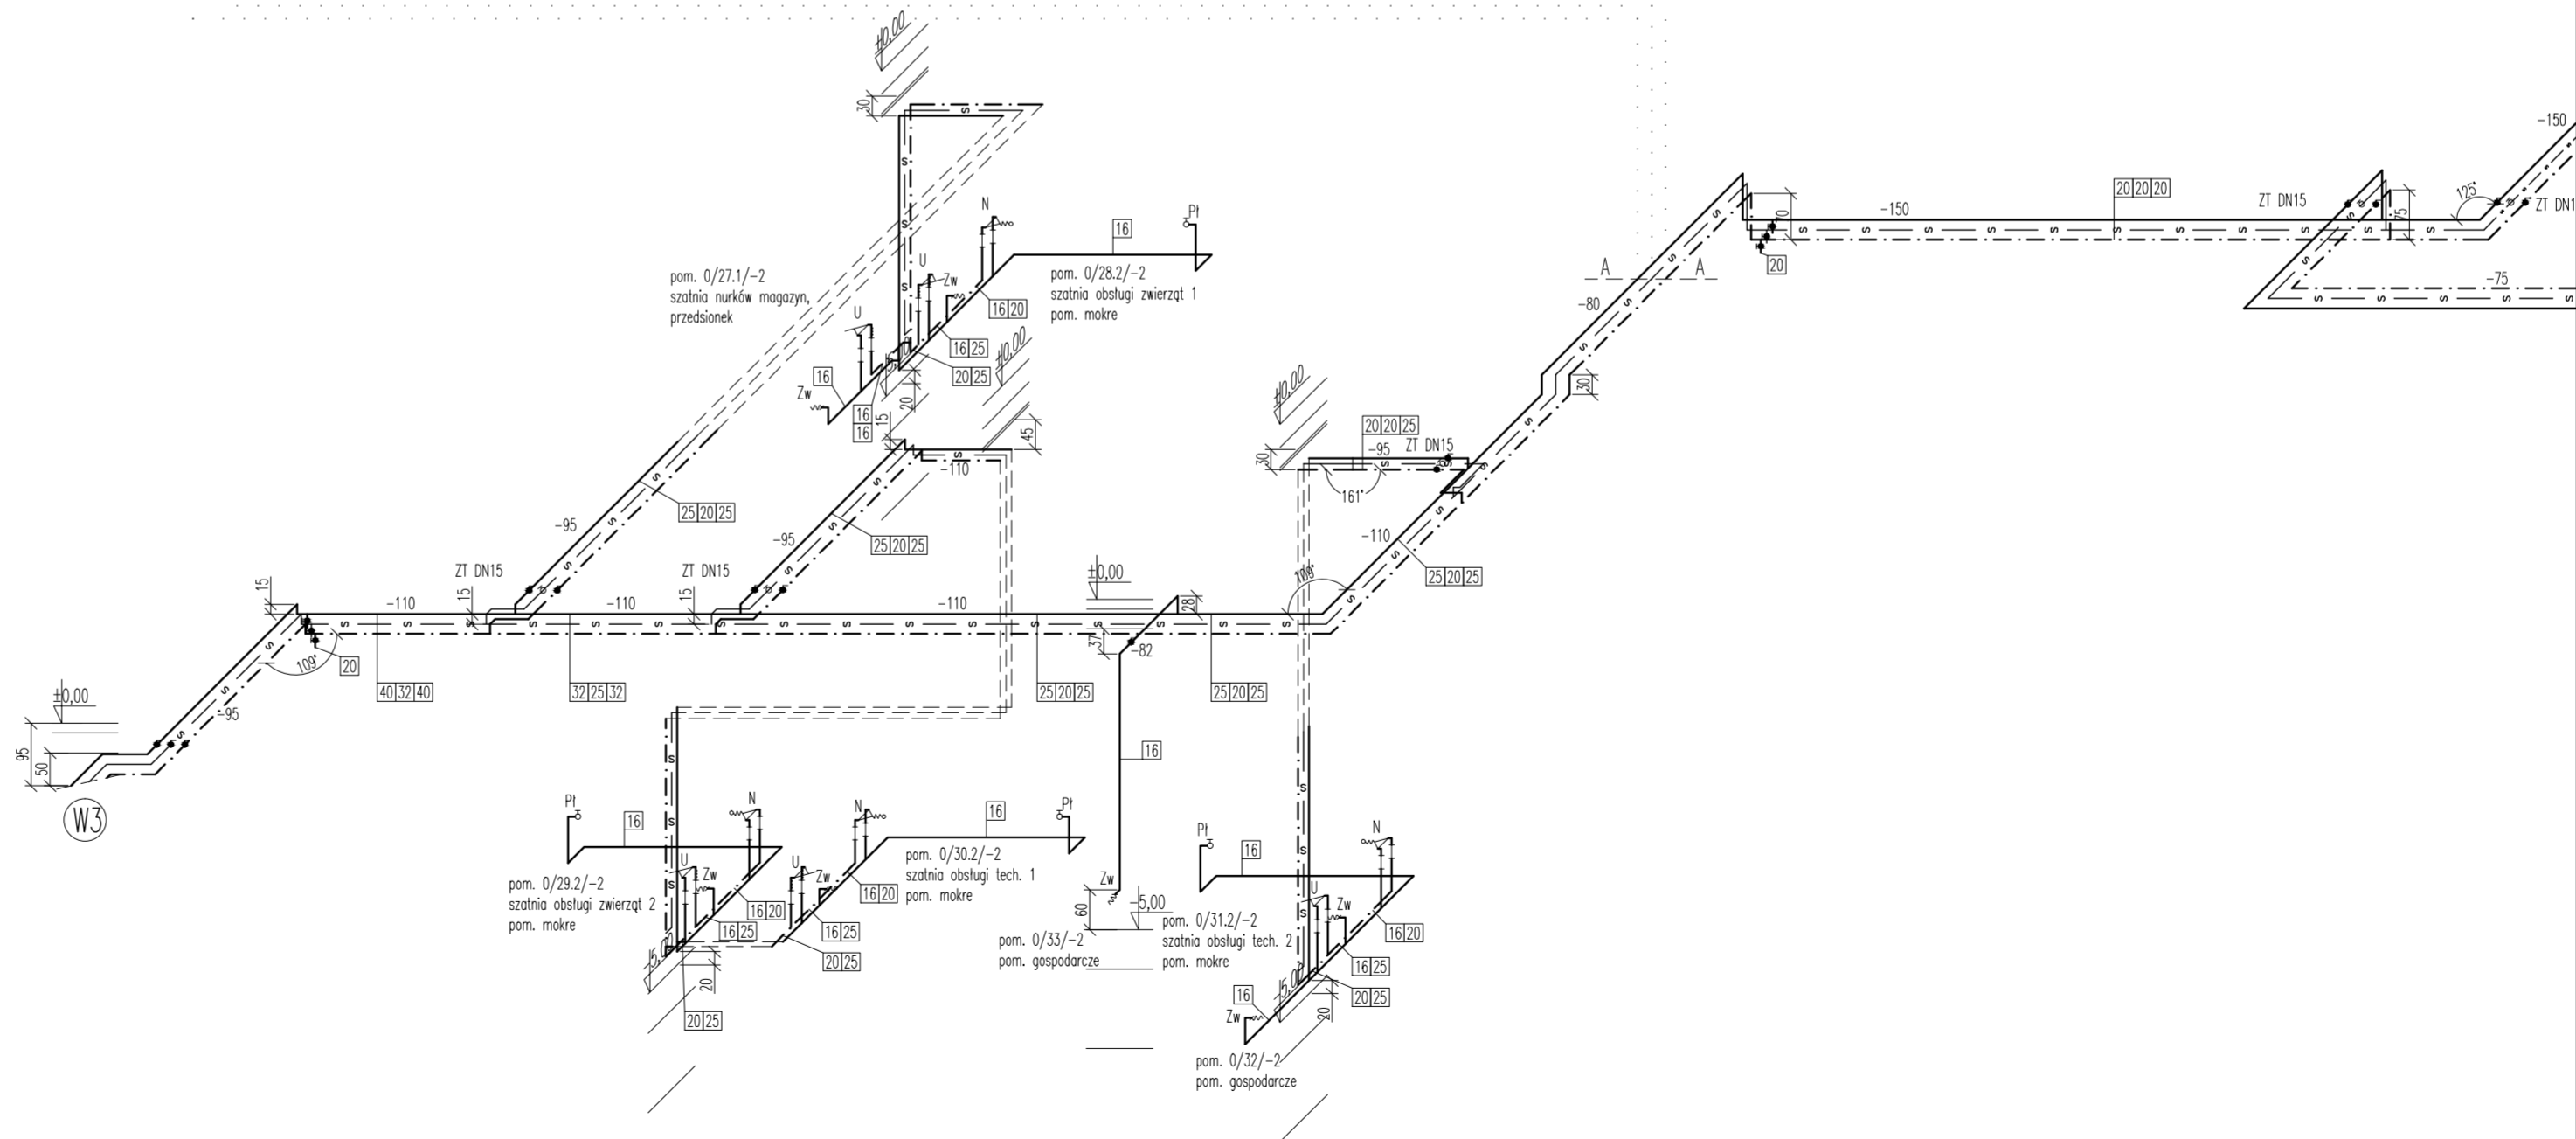 ±0,00
30
S
S
S
S
N
Pł
16
U
Zw
pom. 0/27.1/-2
szatnia nurków magazyn,
przedsionek
pom. 0/28.2/-2
szatnia obsługi zwierząt 1
pom. mokre
16 20
U
16 25
±0,00
20 25
16
Zw
16
16
20
15
45
S
-110
25 20 25
-95
25 20 25
-95
ZT DN15
ZT DN15
15
15
15
-110
-110
-110
S
109°
20
40 32 40
32 25 32
25 20 25
25 20 25
±0,00
28
37
-82
16
±0,00
95
50
-95
W3
±0,00
30
20 20 25
-95
ZT DN15
161°
109°
-110
25 20 25
30
-80
A
A
70
20
-150
20 20 20
ZT DN15
75
125°
-150
-75
Pł
16
N
U
Zw
pom. 0/29.2/-2
szatnia obsługi zwierząt 2
pom. mokre
16 20
16 25
20
20 25
N
16
Pł
U
Zw
pom. 0/30.2/-2
szatnia obsługi tech. 1
pom. mokre
16 20
16 25
20 25
Zw
60
-5,00
pom. 0/33/-2
pom. gospodarcze
Pł
16
N
U
Zw
pom. 0/31.2/-2
szatnia obsługi tech. 2
pom. mokre
16 20
16 25
20 25
20
16
Zw
pom. 0/32/-2
pom. gospodarcze